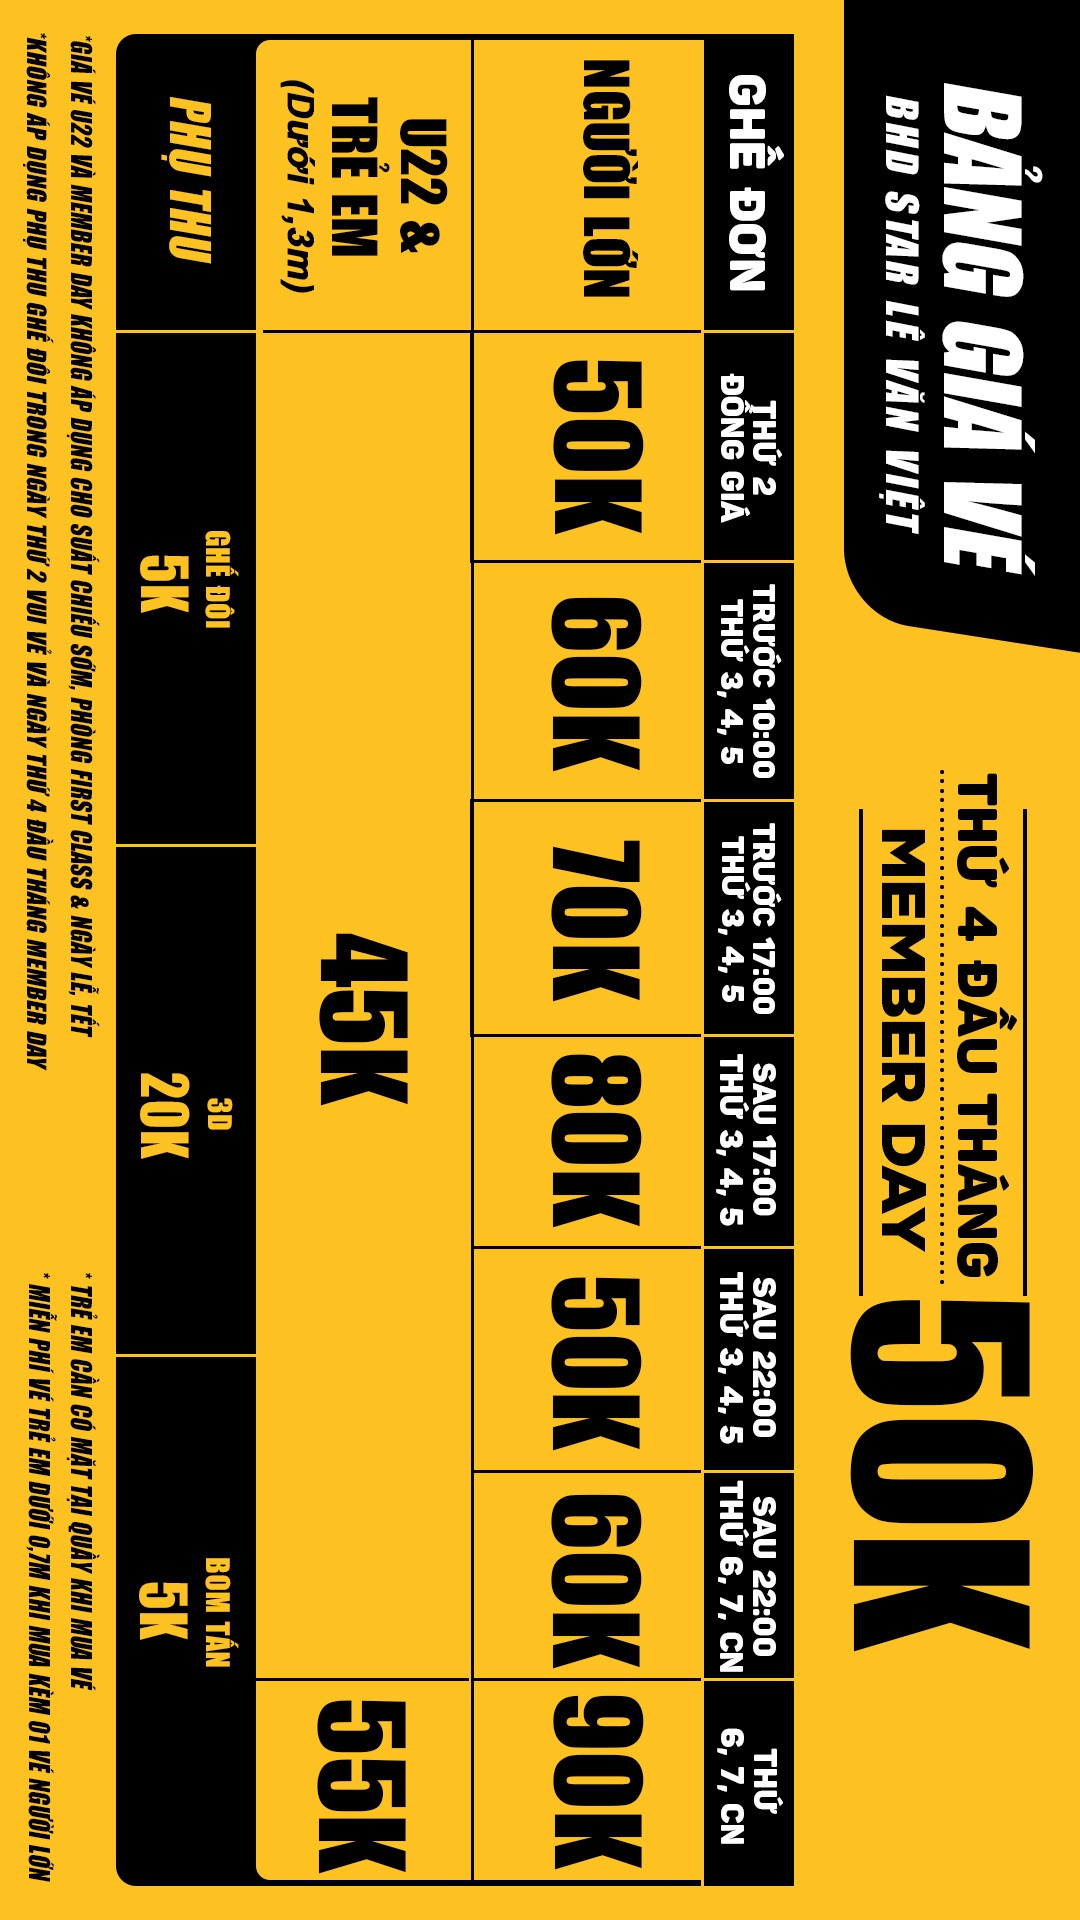 BẢNG GIÁ VÉ
BHD STAR LÊ VĂN VIỆT
THỨ 4 ĐẦU THÁNG
MEMBER DAY
50K
GHẾ ĐƠN
THỨ 2
ĐỒNG GIÁ
TRƯỚC 10:00
THỨ 3, 4, 5
TRƯỚC 17:00
THỨ 3, 4, 5
SAU 17:00
THỨ 3, 4, 5
SAU 22:00
THỨ 3, 4, 5
SAU 22:00
THỨ 6, 7, CN
THỨ
6, 7, CN
NGƯỜI LỚN
50K
60K
70K
80K
50K
60K
90K
U22 &
TRẺ EM
(Dưới 1,3m)
45K
55K
PHỤ THU
GHẾ ĐÔI
5K
3D
20K
BOM TẤN
5K
*GIÁ VÉ U22 VÀ MEMBER DAY KHÔNG ÁP DỤNG CHO SUẤT CHIẾU SỚM, PHÒNG FIRST CLASS & NGÀY LỄ, TẾT
*KHÔNG ÁP DỤNG PHỤ THU GHẾ ĐÔI TRONG NGÀY THỨ 2 VUI VẺ VÀ NGÀY THỨ 4 ĐẦU THÁNG MEMBER DAY
* TRẺ EM CẦN CÓ MẶT TẠI QUẦY KHI MUA VÉ
* MIỄN PHÍ VÉ TRẺ EM DƯỚI 0,7M KHI MUA KÈM 01 VÉ NGƯỜI LỚN